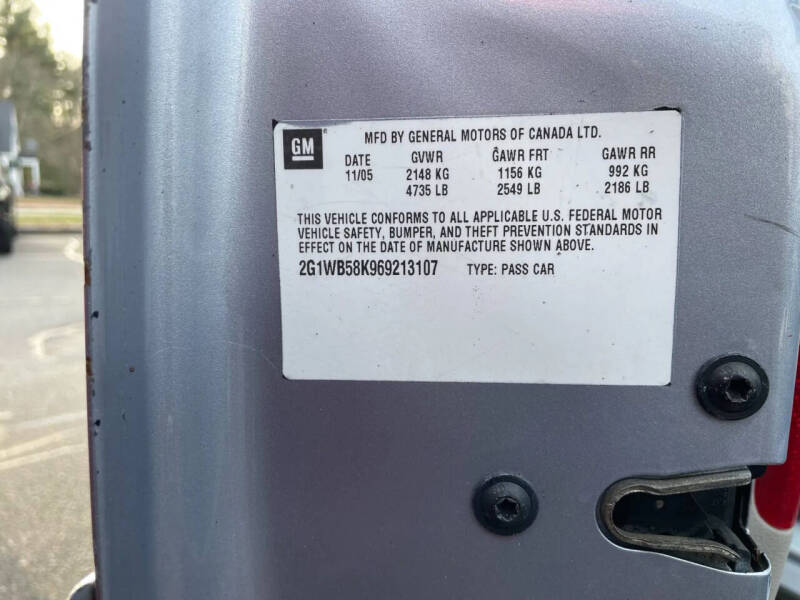 GM
MFD BY GENERAL MOTORS OF CANADA LTD.
DATE GVWR GAWR FRT GAWR RR
11/05 2148 KG 1156 KG 992 KG
4735 LB 2549 LB 2186 LB
THIS VEHICLE CONFORMS TO ALL APPLICABLE U.S. FEDERAL MOTOR
VEHICLE SAFETY, BUMPER, AND THEFT PREVENTION STANDARDS IN
EFFECT ON THE DATE OF MANUFACTURE SHOWN ABOVE.
2G1WB58K969213107 TYPE: PASS CAR